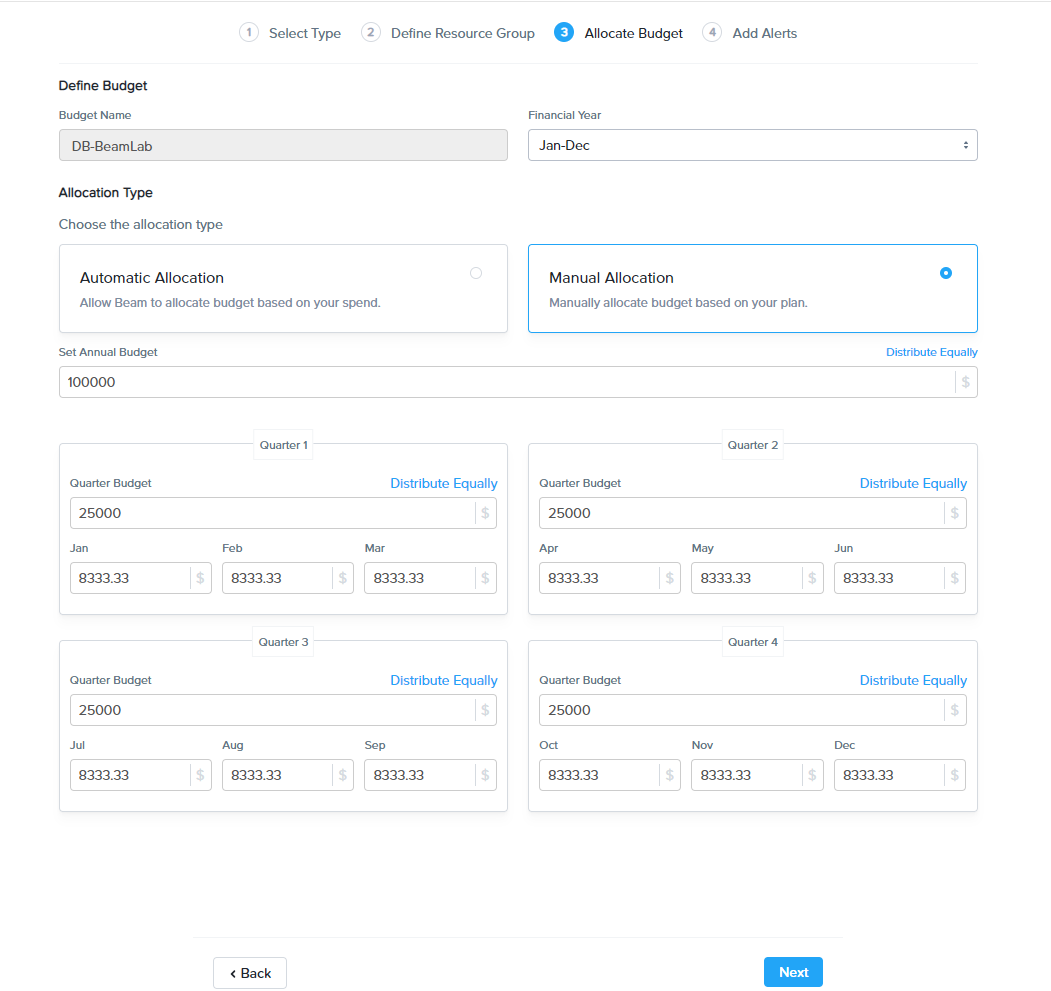 1 Select Type 2 Define Resource Group 3 Allocate Budget 4 Add Alerts
Define Budget
Budget Name Financial Year
DB-BeamLab Jan-Dec
Allocation Type
Choose the allocation type
Automatic Allocation
Allow Beam to allocate budget based on your spend.
Manual Allocation
Manually allocate budget based on your plan.
Set Annual Budget Distribute Equally
100000 $
Quarter 1
Quarter Budget Distribute Equally
25000 $
Jan Feb Mar
8333.33 $ 8333.33 $ 8333.33 $
Quarter 2
Quarter Budget Distribute Equally
25000 $
Apr May Jun
8333.33 $ 8333.33 $ 8333.33 $
Quarter 3
Quarter Budget Distribute Equally
25000 $
Jul Aug Sep
8333.33 $ 8333.33 $ 8333.33 $
Quarter 4
Quarter Budget Distribute Equally
25000 $
Oct Nov Dec
8333.33 $ 8333.33 $ 8333.33 $
‹ Back Next